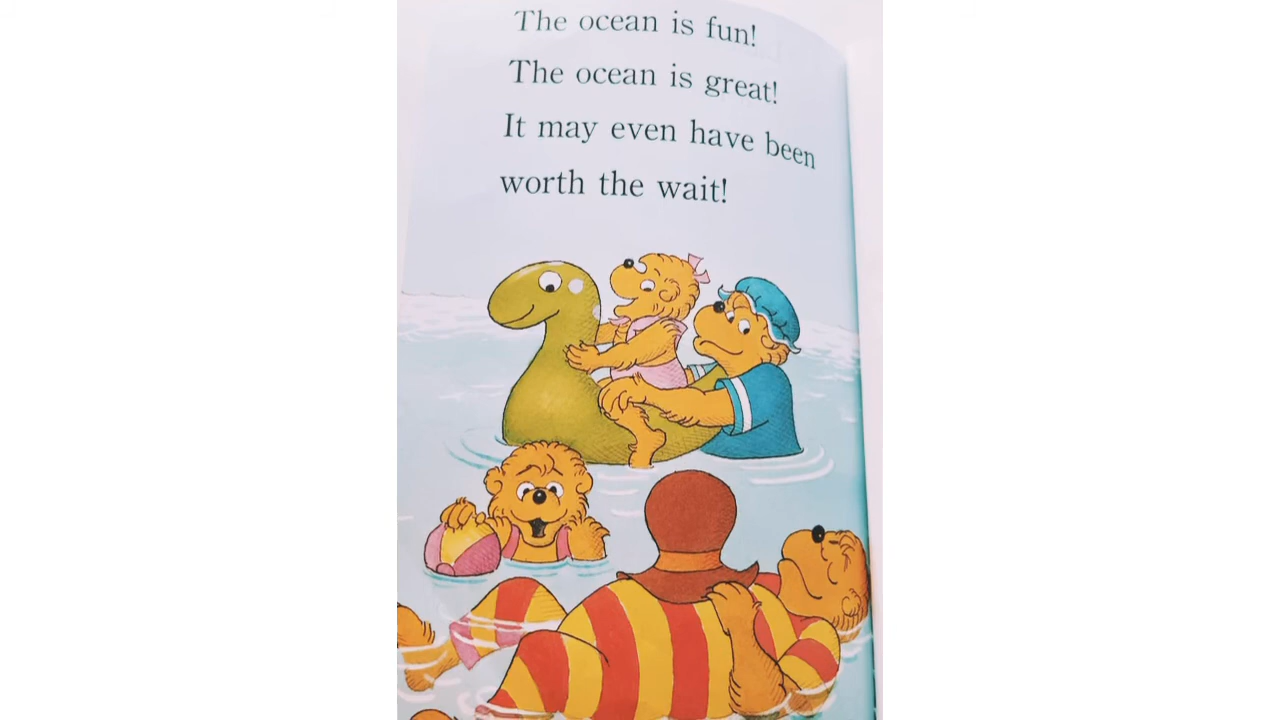 The ocean is fun!
The ocean is great!
It may even have been
worth the wait!